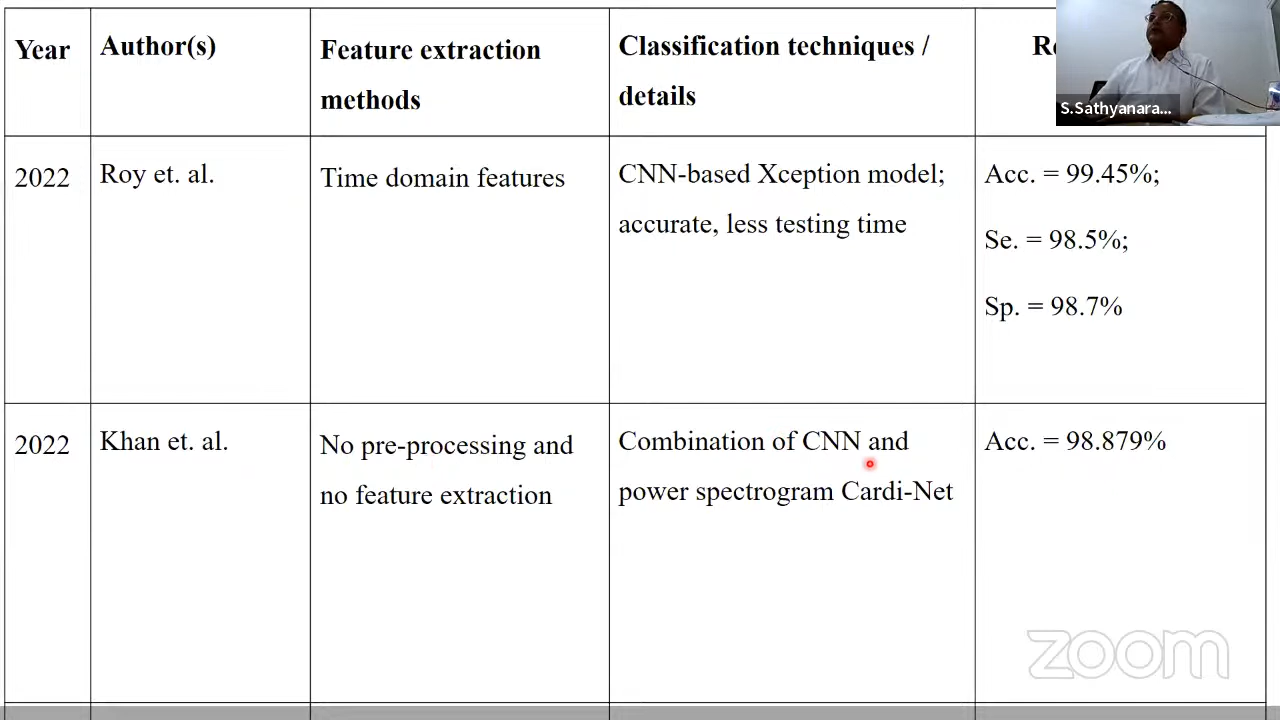 Year
Author(s)
Feature extraction
methods
Classification techniques /
details
S.Sathyanara...
2022
Roy et. al.
Time domain features
CNN-based Xception model;
accurate, less testing time
Acc. = 99.45%;
Se. = 98.5%;
Sp. = 98.7%
2022
Khan et. al.
No pre-processing and
no feature extraction
Combination of CNN and
power spectrogram Cardi-Net
Acc. = 98.879%
zoom